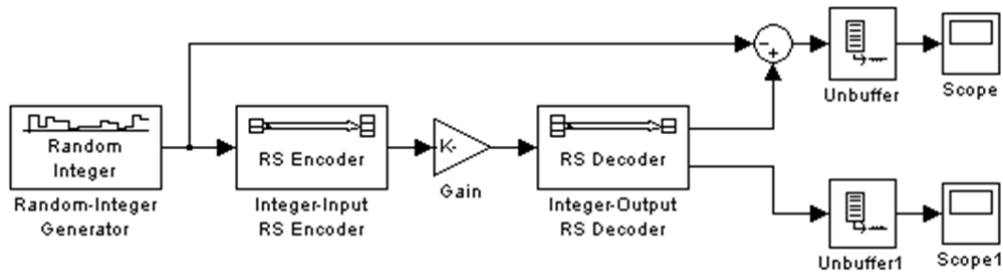 Unbuffer
Scope
Random
Integer
Random-Integer
Generator
RS Encoder
Integer-Input
RS Encoder
K-
Gain
RS Decoder
Integer-Output
RS Decoder
Unbuffer1
Scope1